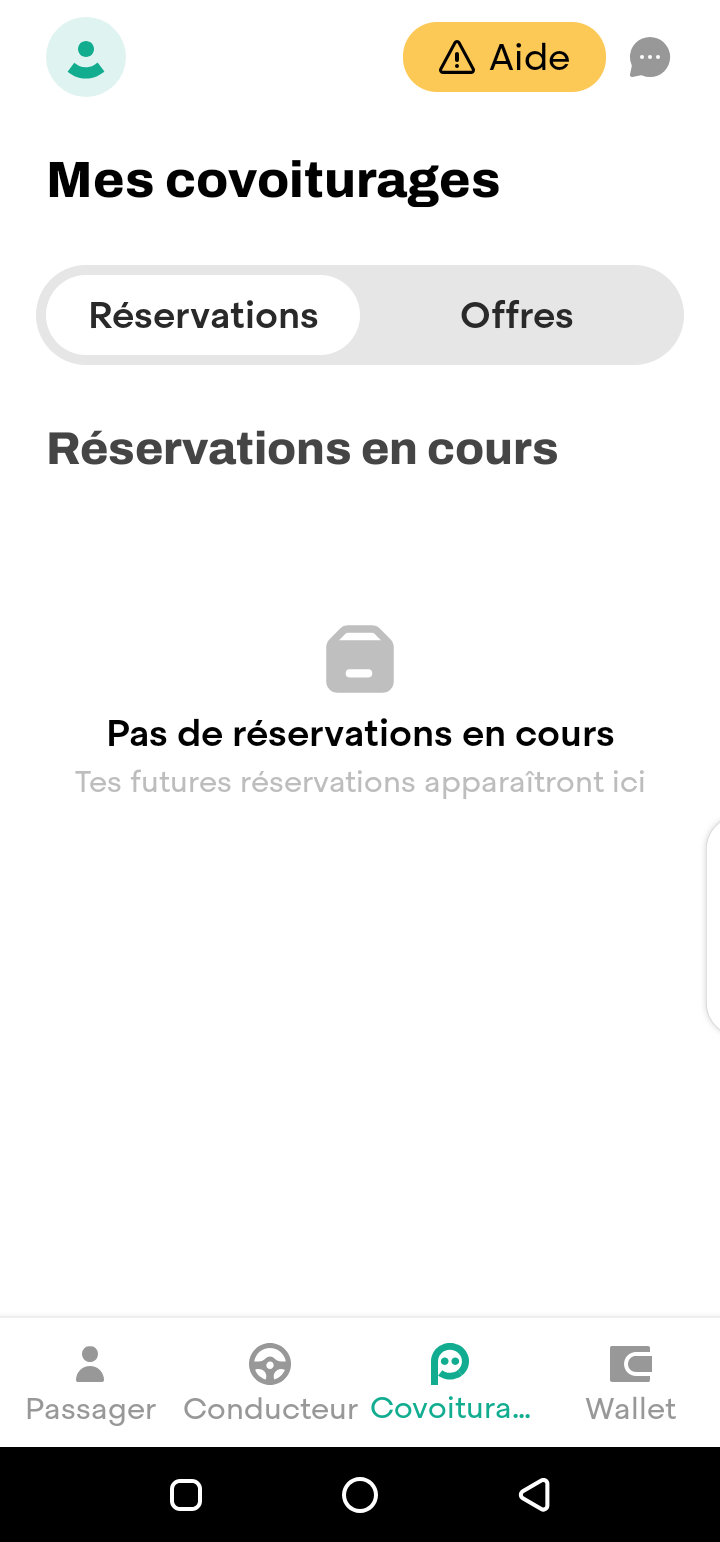 Aide
Mes covoiturages
Réservations
Offres
Réservations en cours
Pas de réservations en cours
Tes futures réservations apparaîtront ici
Passager
Conducteur
Covoitura...
Wallet